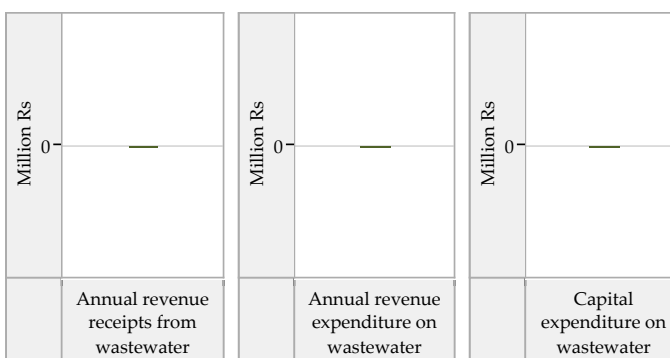 Million Rs
0
Annual revenue
receipts from
wastewater
Million Rs
0
Annual revenue
expenditure on
wastewater
Million Rs
0
Capital
expenditure on
wastewater